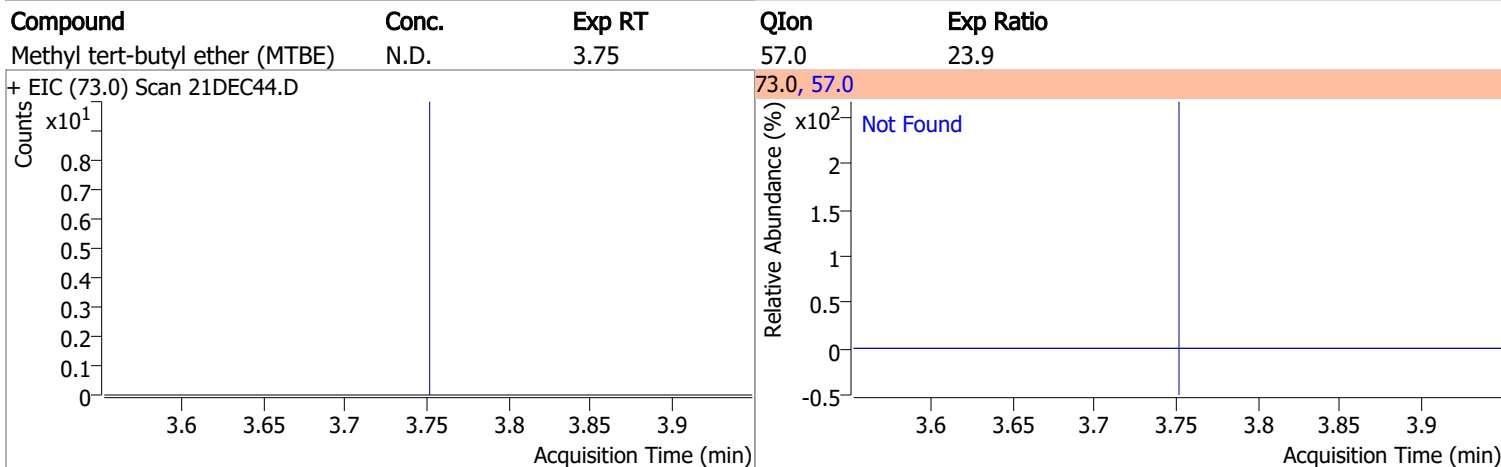 Compound Conc. Exp RT QIon Exp Ratio
Methyl tert-butyl ether (MTBE) N.D. 3.75 57.0 23.9
+ EIC (73.0) Scan 21DEC44.D
Counts
x10¹
0.8
0.7
0.6
0.5
0.4
0.3
0.2
0.1
0
3.6 3.65 3.7 3.75 3.8 3.85 3.9
Acquisition Time (min)
73.0, 57.0
Relative Abundance (%)
x10²
Not Found
2
1.5
1
0.5
0
-0.5
3.6 3.65 3.7 3.75 3.8 3.85 3.9
Acquisition Time (min)